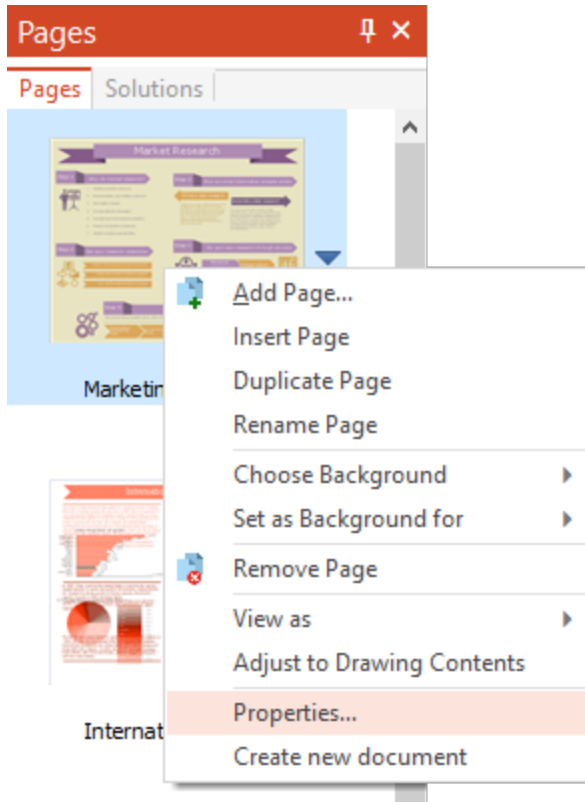 Pages
Pages Solutions
Market Research
Marketin
Add Page...
Insert Page
Duplicate Page
Rename Page
Choose Background
Set as Background for
Remove Page
View as
Adjust to Drawing Contents
Properties...
Create new document
Internat